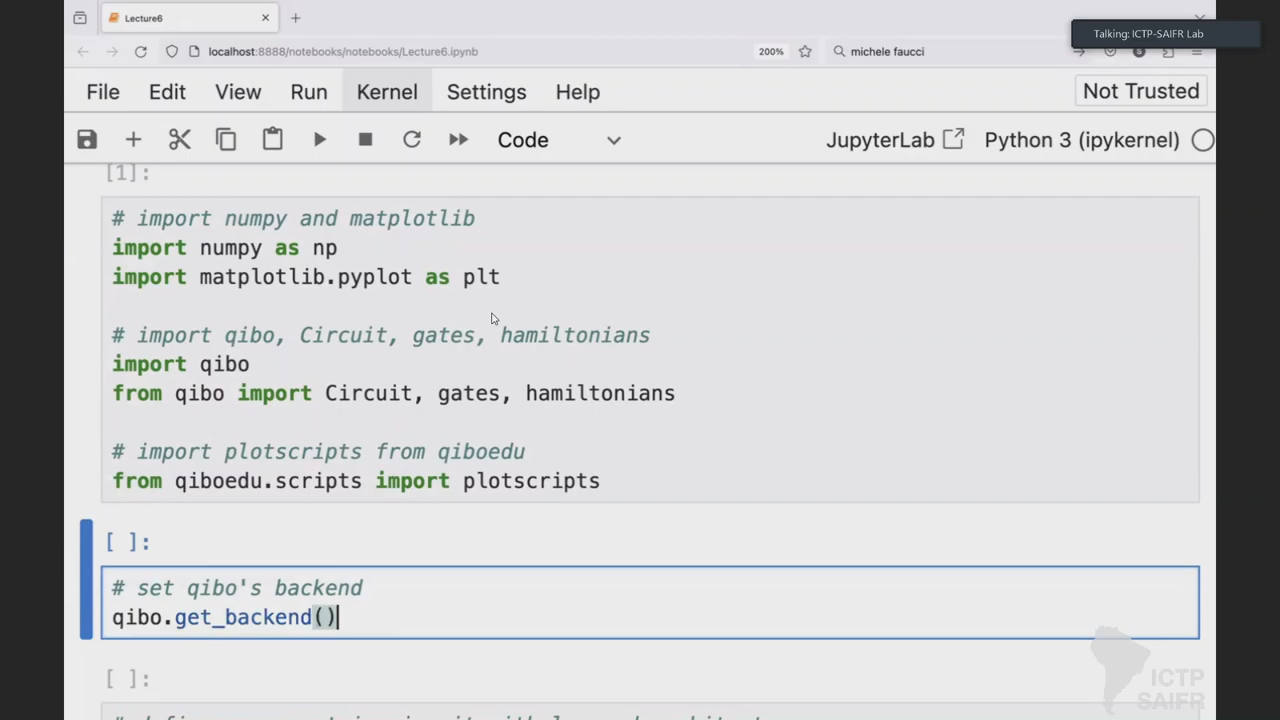 Lecture6
Talking: ICTP-SAIFR Lab
localhost:8888/notebooks/notebooks/Lecture6.ipynb
200%
michele faucci
File Edit View Run Kernel Settings Help
Not Trusted
Code
JupyterLab
Python 3 (ipykernel)
[1]:
# import numpy and matplotlib
import numpy as np
import matplotlib.pyplot as plt
# import qibo, Circuit, gates, hamiltonians
import qibo
from qibo import Circuit, gates, hamiltonians
# import plotscripts from qiboedu
from qiboedu.scripts import plotscripts
[ ]:
# set qibo's backend
qibo.get_backend()
[ ]:
ICTP
SAIFR